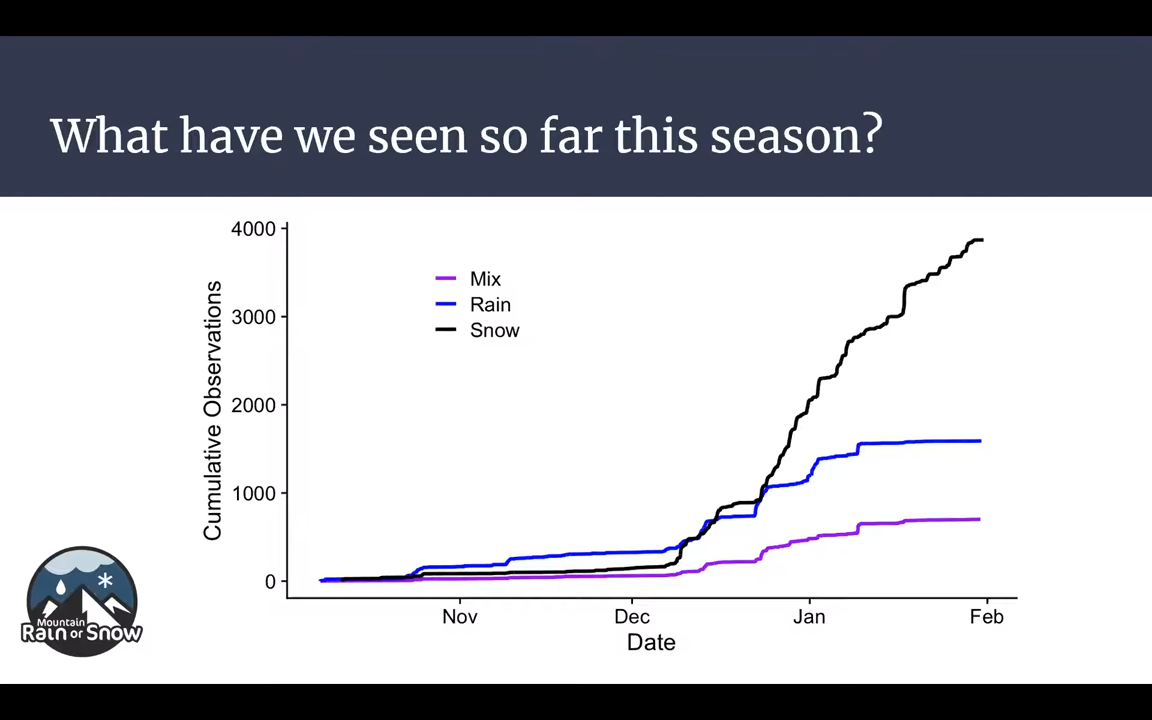 What have we seen so far this season?
4000
3000
2000
1000
0
Cumulative Observations
Mix
Rain
Snow
Nov
Dec
Jan
Feb
Date
Mountain
Rain or Snow